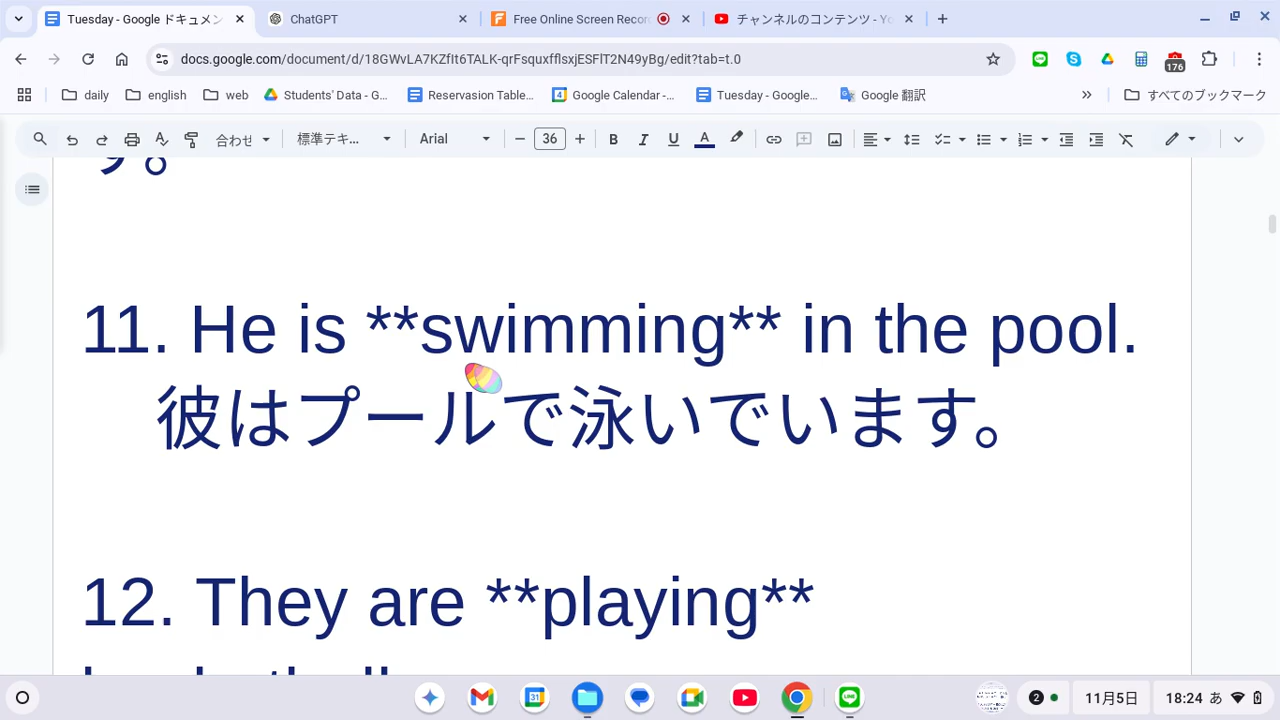 Tuesday - Google ドキュメン
ChatGPT
Free Online Screen Recor
チャンネルのコンテンツ - Yo
docs.google.com/document/d/18GWvLA7KZfIt6TALK-qrFsquxfflsxjESFlT2N49yBg/edit?tab=t.0
176
daily
english
web
Students' Data - G...
Reservasion Table...
Google Calendar -...
Tuesday - Google...
Google 翻訳
すべてのブックマーク
合わせ
標準テキ...
Arial
36
B
I
U
A
す。
11. He is **swimming** in the pool.
彼はプールで泳いでいます。
12. They are **playing**
31
2
11月5日
18:24
あ